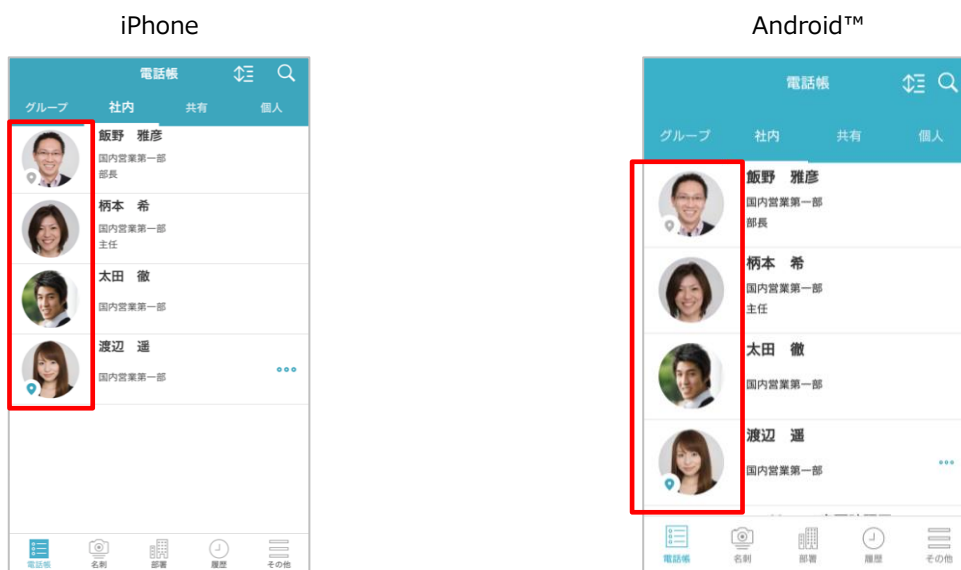 iPhone
電話帳
グループ 社内 共有 個人
飯野 雅彦
国内営業第一部
部長
柄本 希
国内営業第一部
主任
太田 徹
国内営業第一部
渡辺 遥
国内営業第一部
電話帳 名刺 部署 履歴 その他
Android™
電話帳
グループ 社内 共有 個人
飯野 雅彦
国内営業第一部
部長
柄本 希
国内営業第一部
主任
太田 徹
国内営業第一部
渡辺 遥
国内営業第一部
電話帳 名刺 部署 履歴 その他